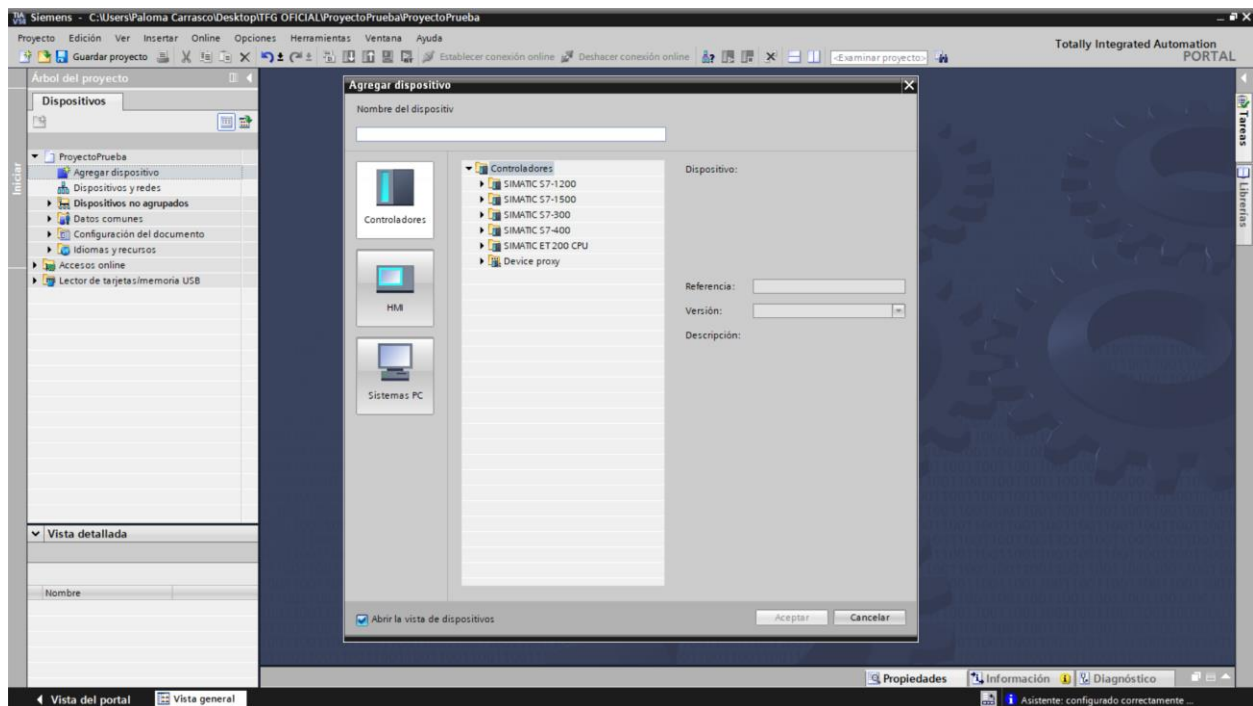 Siemens - C:\Users\Paloma Carrasco\Desktop\TFG OFICIAL\ProyectoPrueba\ProyectoPrueba
Proyecto Edición Ver Insertar Online Opciones Herramientas Ventana Ayuda
Totally Integrated Automation
PORTAL
Guardar proyecto Establecer conexión online Deshacer conexión online <Examinar proyecto>
Árbol del proyecto
Dispositivos
Iniciar
ProyectoPrueba
Agregar dispositivo
Dispositivos y redes
Dispositivos no agrupados
Datos comunes
Configuración del documento
Idiomas y recursos
Accesos online
Lector de tarjetas/memoria USB
Vista detallada
Nombre
Agregar dispositivo
Nombre del dispositiv
Controladores
HMI
Sistemas PC
Controladores
SIMATIC S7-1200
SIMATIC S7-1500
SIMATIC S7-300
SIMATIC S7-400
SIMATIC ET 200 CPU
Device proxy
Dispositivo:
Referencia:
Versión:
Descripción:
Abrir la vista de dispositivos
Aceptar Cancelar
Tareas
Librerías
Propiedades Información Diagnóstico
Vista del portal Vista general Asistente: configurado correctamente ...